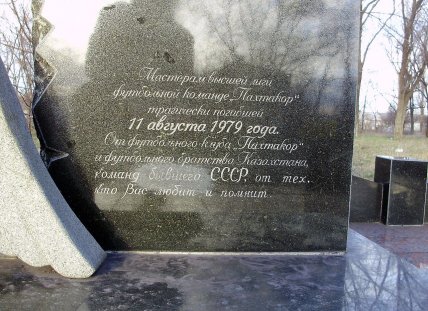 Мастерам высшей лиги
футбольной команде „Пахтакор"
трагически погибшей
11 августа 1979 года.
От футбольного клуба „Пахтакор"
и футбольного братства Казахстана,
команд бывшего СССР, от тех,
кто Вас любит и помнит.